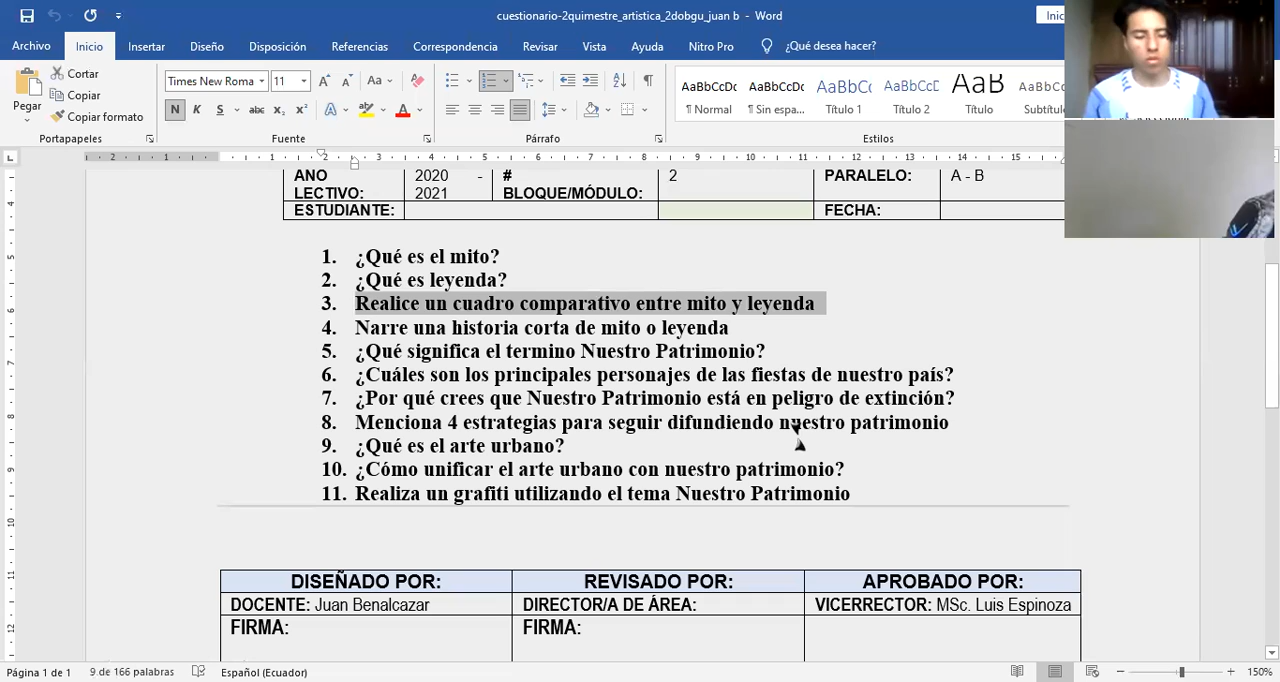 cuestionario-2quimestre_artistica_2dobgu_juan b - Word
Inic
Archivo Inicio Insertar Diseño Disposición Referencias Correspondencia Revisar Vista Ayuda Nitro Pro ¿Qué desea hacer?
Pegar
Cortar
Copiar
Copiar formato
Times New Roma 11
N K S abc x₂ x²
AaBbCcDc AaBbCcDc AaBbCc AaBbCcD AaB AaBbCcC
¶ Normal ¶ Sin espa... Título 1 Título 2 Título Subtítulo
Portapapeles Fuente Párrafo Estilos
AÑO LECTIVO: 2020 - 2021 # BLOQUE/MÓDULO: 2 PARALELO: A - B
ESTUDIANTE: FECHA:
1. ¿Qué es el mito?
2. ¿Qué es leyenda?
3. Realice un cuadro comparativo entre mito y leyenda
4. Narre una historia corta de mito o leyenda
5. ¿Qué significa el termino Nuestro Patrimonio?
6. ¿Cuáles son los principales personajes de las fiestas de nuestro país?
7. ¿Por qué crees que Nuestro Patrimonio está en peligro de extinción?
8. Menciona 4 estrategias para seguir difundiendo nuestro patrimonio
9. ¿Qué es el arte urbano?
10. ¿Cómo unificar el arte urbano con nuestro patrimonio?
11. Realiza un grafiti utilizando el tema Nuestro Patrimonio
DISEÑADO POR: REVISADO POR: APROBADO POR:
DOCENTE: Juan Benalcazar DIRECTOR/A DE ÁREA: VICERRECTOR: MSc. Luis Espinoza
FIRMA: FIRMA:
Página 1 de 1 9 de 166 palabras Español (Ecuador) 150%